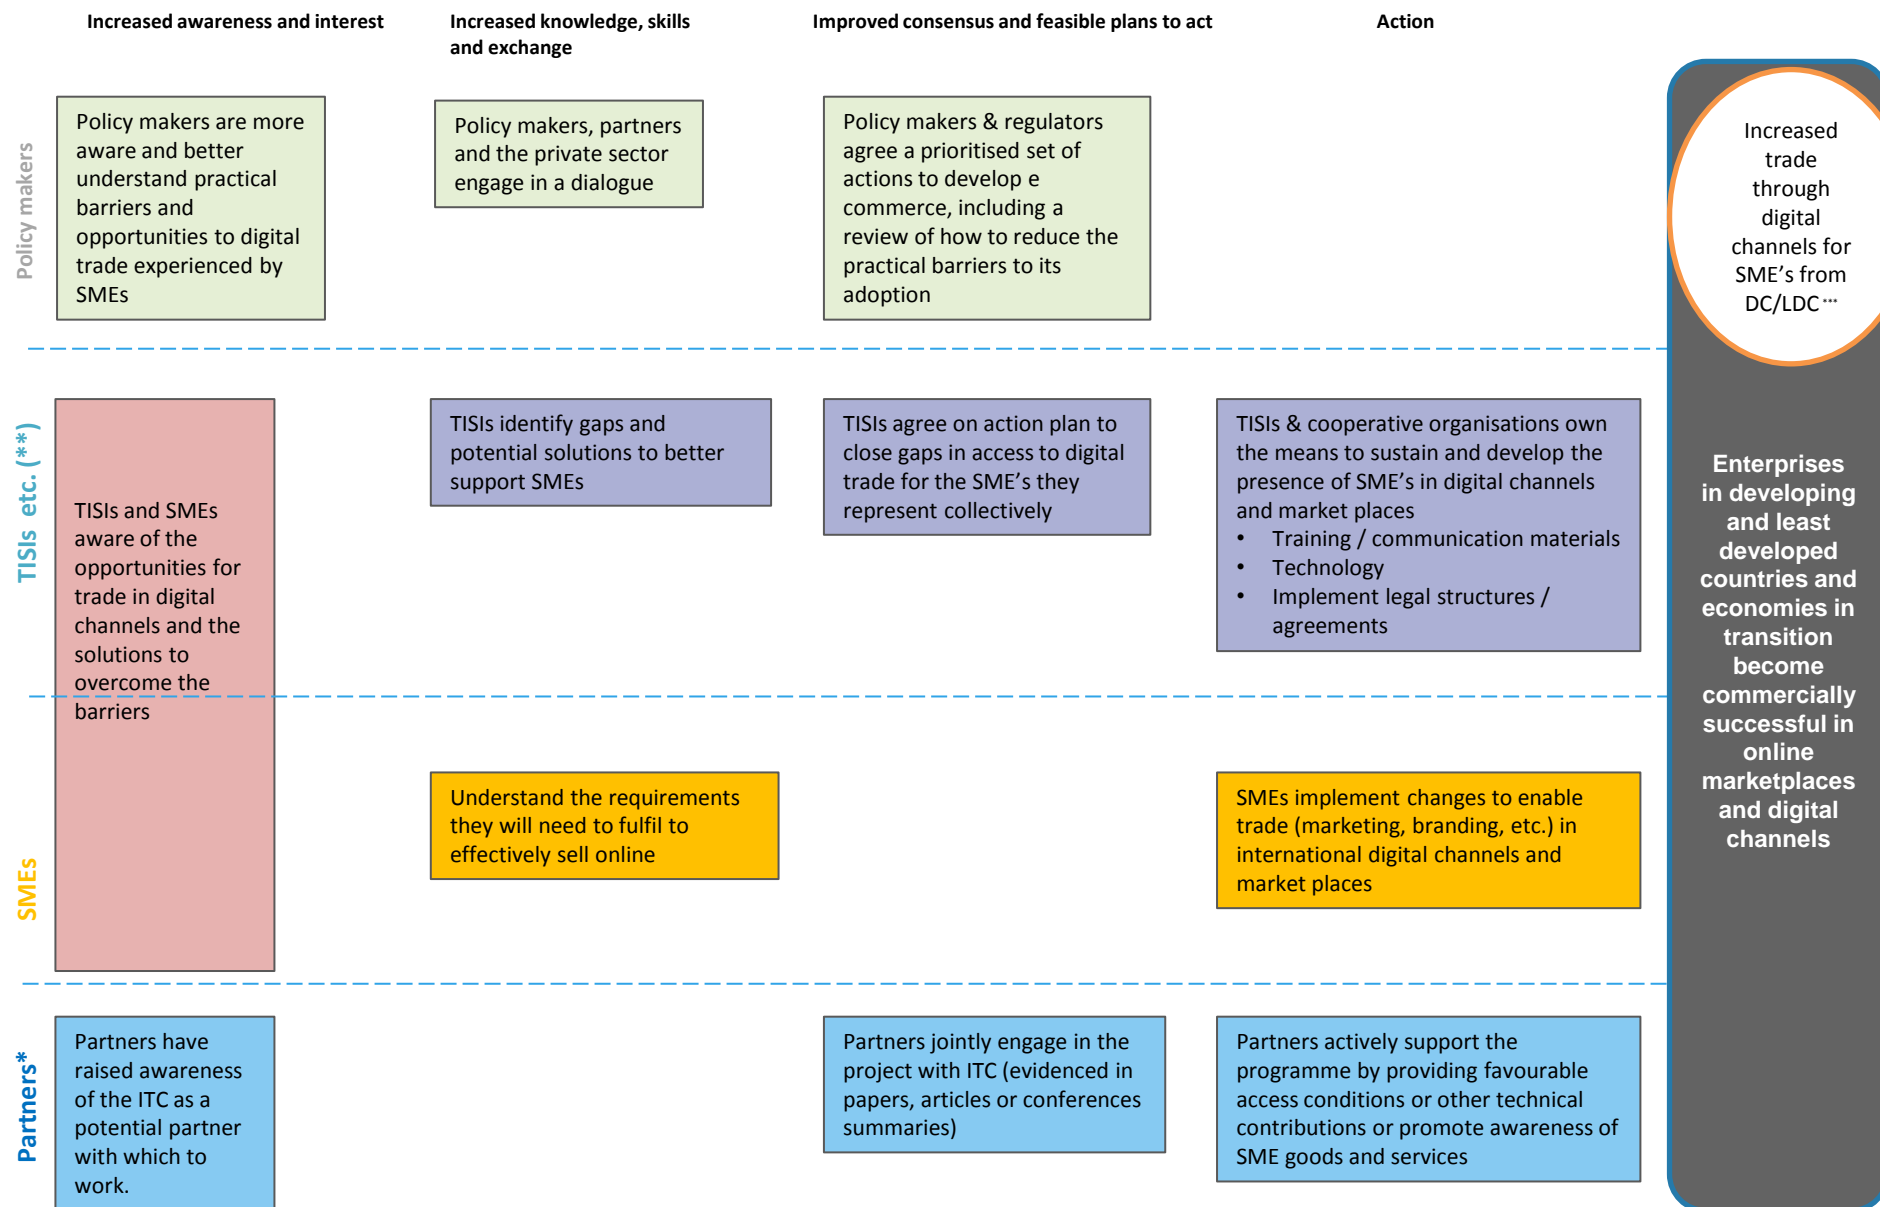 Increased awareness and interest
Increased knowledge, skills
and exchange
Improved consensus and feasible plans to act
Action
Policy makers
Policy makers are more
aware and better
understand practical
barriers and
opportunities to digital
trade experienced by
SMEs
Policy makers, partners
and the private sector
engage in a dialogue
Policy makers & regulators
agree a prioritised set of
actions to develop e
commerce, including a
review of how to reduce the
practical barriers to its
adoption
Increased
trade
through
digital
channels for
SME’s from
DC/LDC ***
TISIs etc. (**)
TISIs and SMEs
aware of the
opportunities for
trade in digital
channels and the
solutions to
overcome the
barriers
TISIs identify gaps and
potential solutions to better
support SMEs
TISIs agree on action plan to
close gaps in access to digital
trade for the SME’s they
represent collectively
TISIs & cooperative organisations own
the means to sustain and develop the
presence of SME’s in digital channels
and market places
• Training / communication materials
• Technology
• Implement legal structures /
agreements
Enterprises
in developing
and least
developed
countries and
economies in
transition
become
commercially
successful in
online
marketplaces
and digital
channels
SMEs
Understand the requirements
they will need to fulfil to
effectively sell online
SMEs implement changes to enable
trade (marketing, branding, etc.) in
international digital channels and
market places
Partners*
Partners have
raised awareness
of the ITC as a
potential partner
with which to
work.
Partners jointly engage in the
project with ITC (evidenced in
papers, articles or conferences
summaries)
Partners actively support the
programme by providing favourable
access conditions or other technical
contributions or promote awareness of
SME goods and services